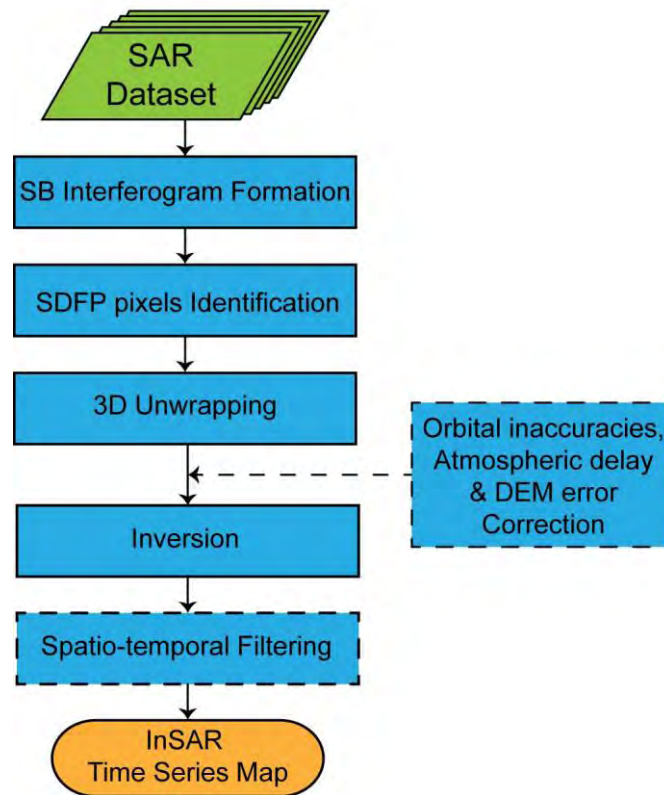 SAR
Dataset
SB Interferogram Formation
SDFP pixels Identification
3D Unwrapping
Orbital inaccuracies,
Atmospheric delay
& DEM error
Correction
Inversion
Spatio-temporal Filtering
InSAR
Time Series Map